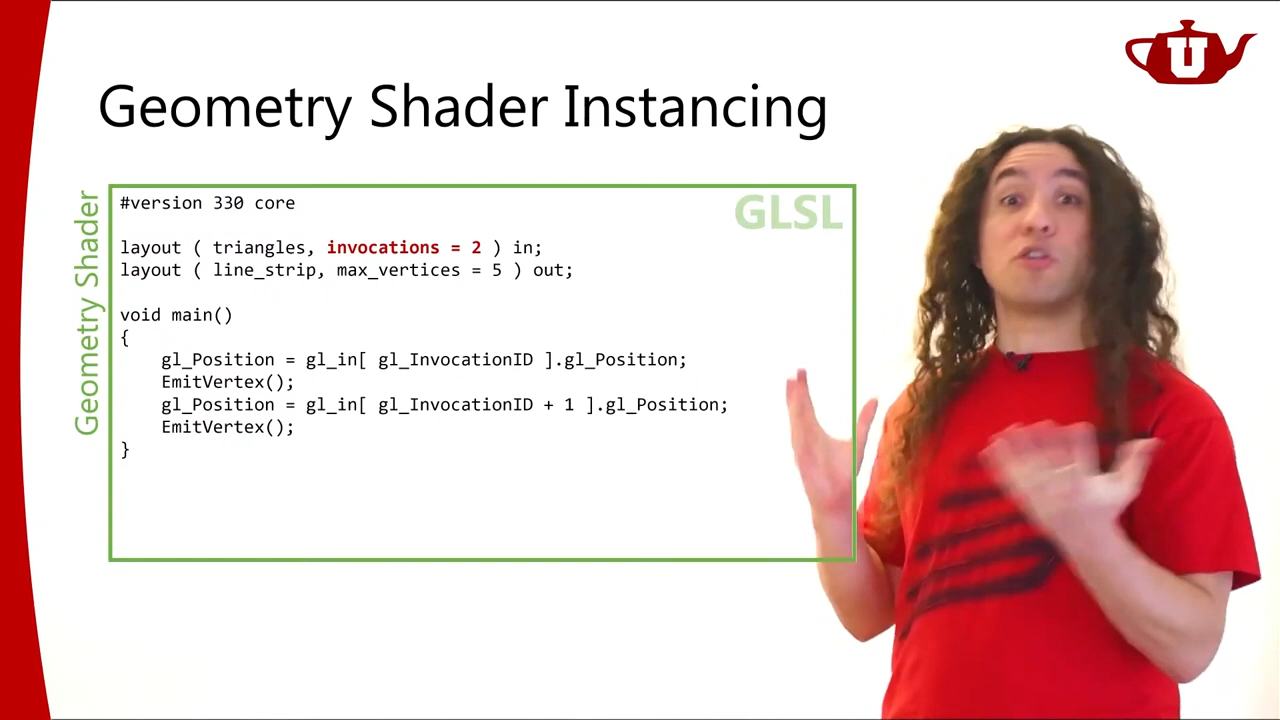 U
Geometry Shader Instancing
Geometry Shader
GLSL
#version 330 core
layout ( triangles, invocations = 2 ) in;
layout ( line_strip, max_vertices = 5 ) out;
void main()
{
gl_Position = gl_in[ gl_InvocationID ].gl_Position;
EmitVertex();
gl_Position = gl_in[ gl_InvocationID + 1 ].gl_Position;
EmitVertex();
}